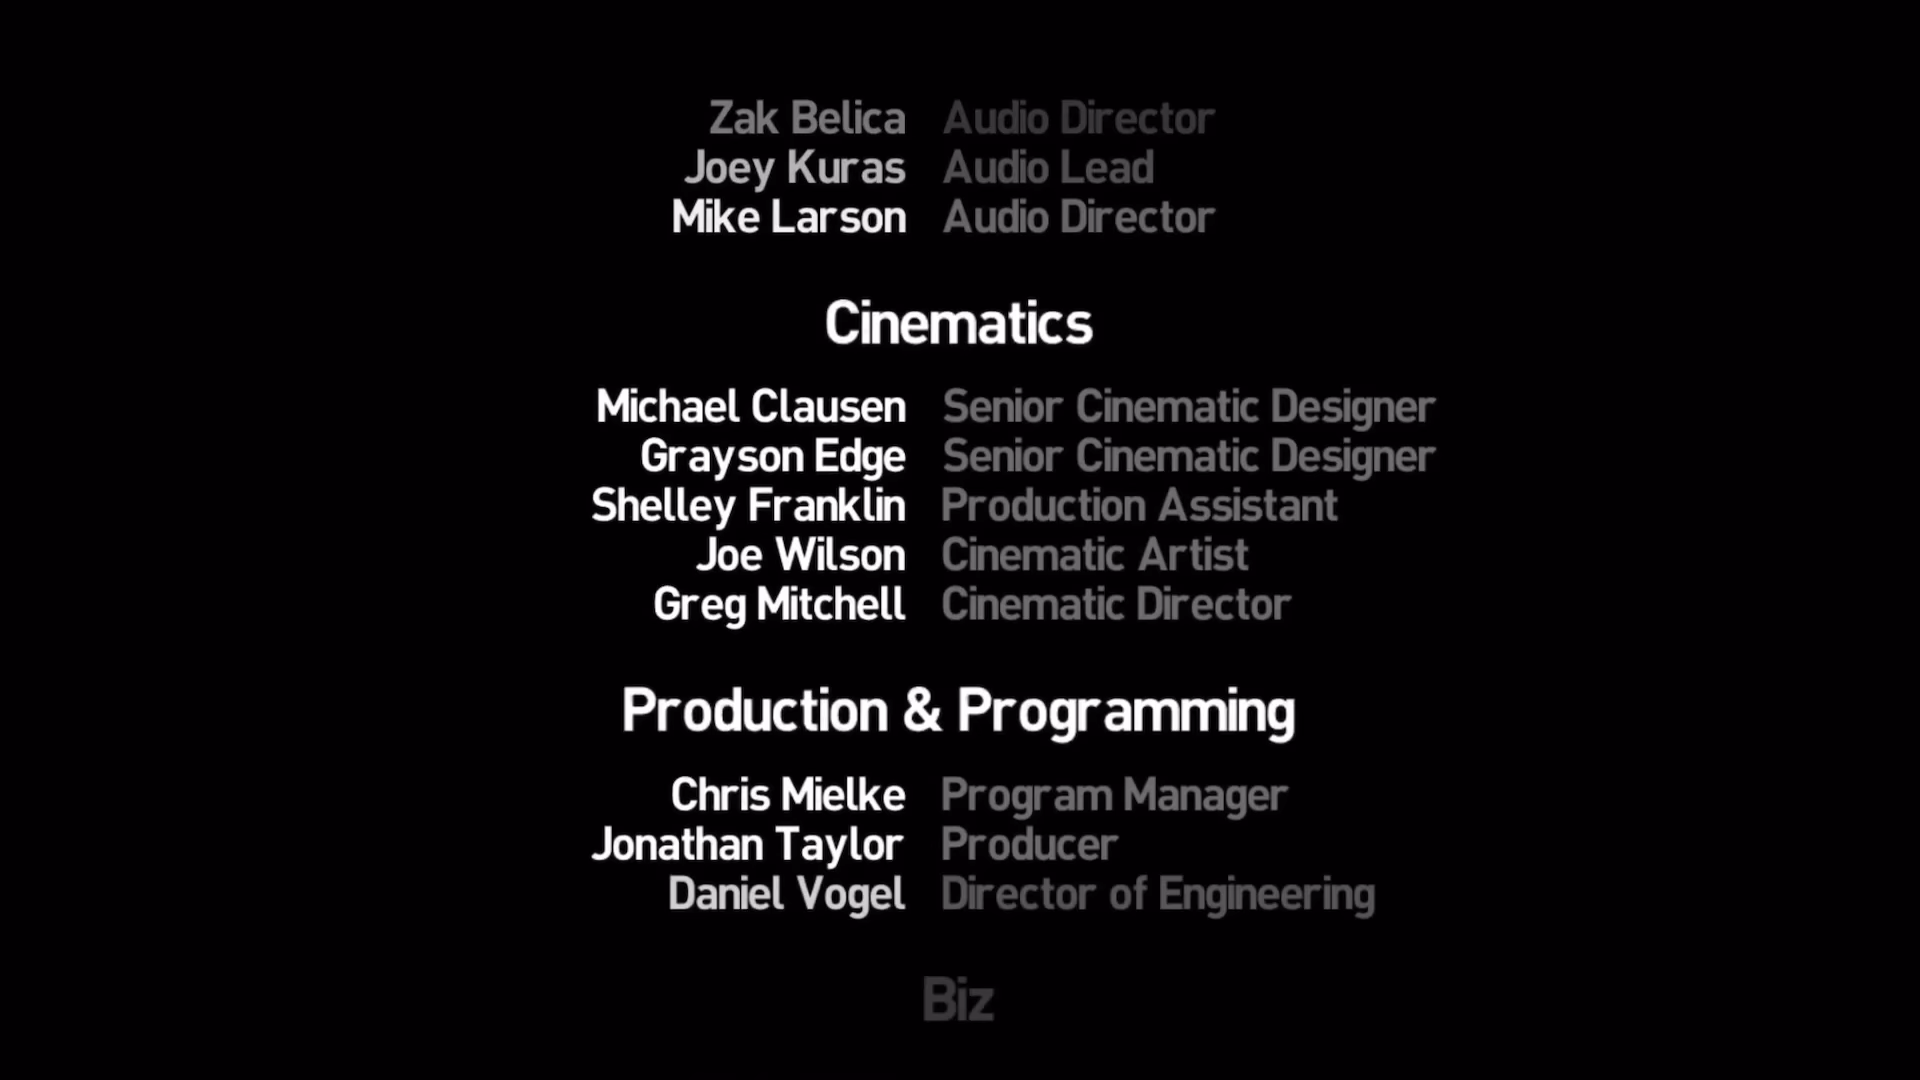 Zak Belica Audio Director
Joey Kuras Audio Lead
Mike Larson Audio Director
Cinematics
Michael Clausen Senior Cinematic Designer
Grayson Edge Senior Cinematic Designer
Shelley Franklin Production Assistant
Joe Wilson Cinematic Artist
Greg Mitchell Cinematic Director
Production & Programming
Chris Mielke Program Manager
Jonathan Taylor Producer
Daniel Vogel Director of Engineering
Biz